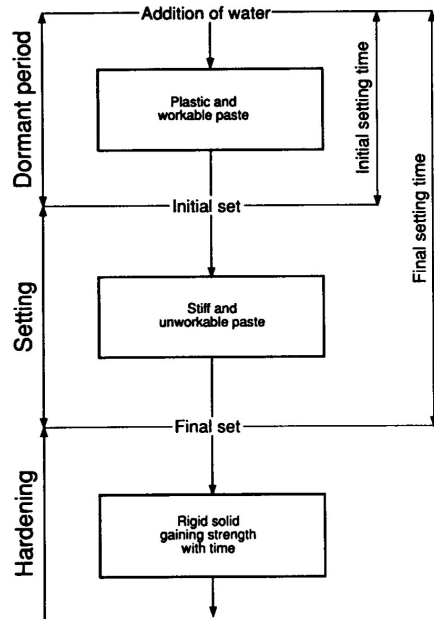 Addition of water
Dormant period
Plastic and
workable paste
Initial setting time
Final setting time
Initial set
Setting
Stiff and
unworkable paste
Final set
Hardening
Rigid solid
gaining strength
with time